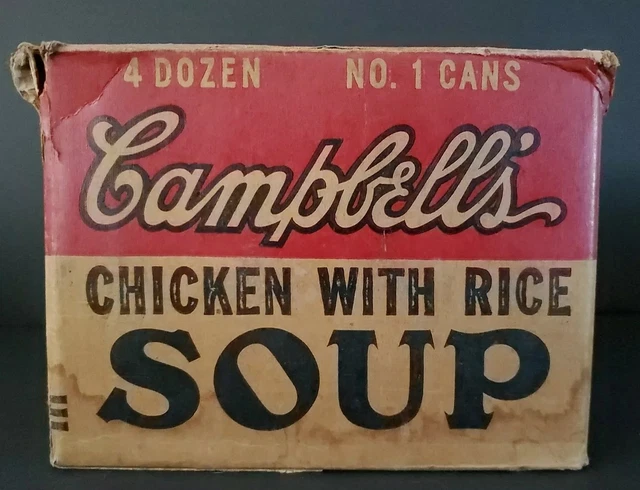 4 DOZEN NO. 1 CANS
Campbell's
CHICKEN WITH RICE
SOUP